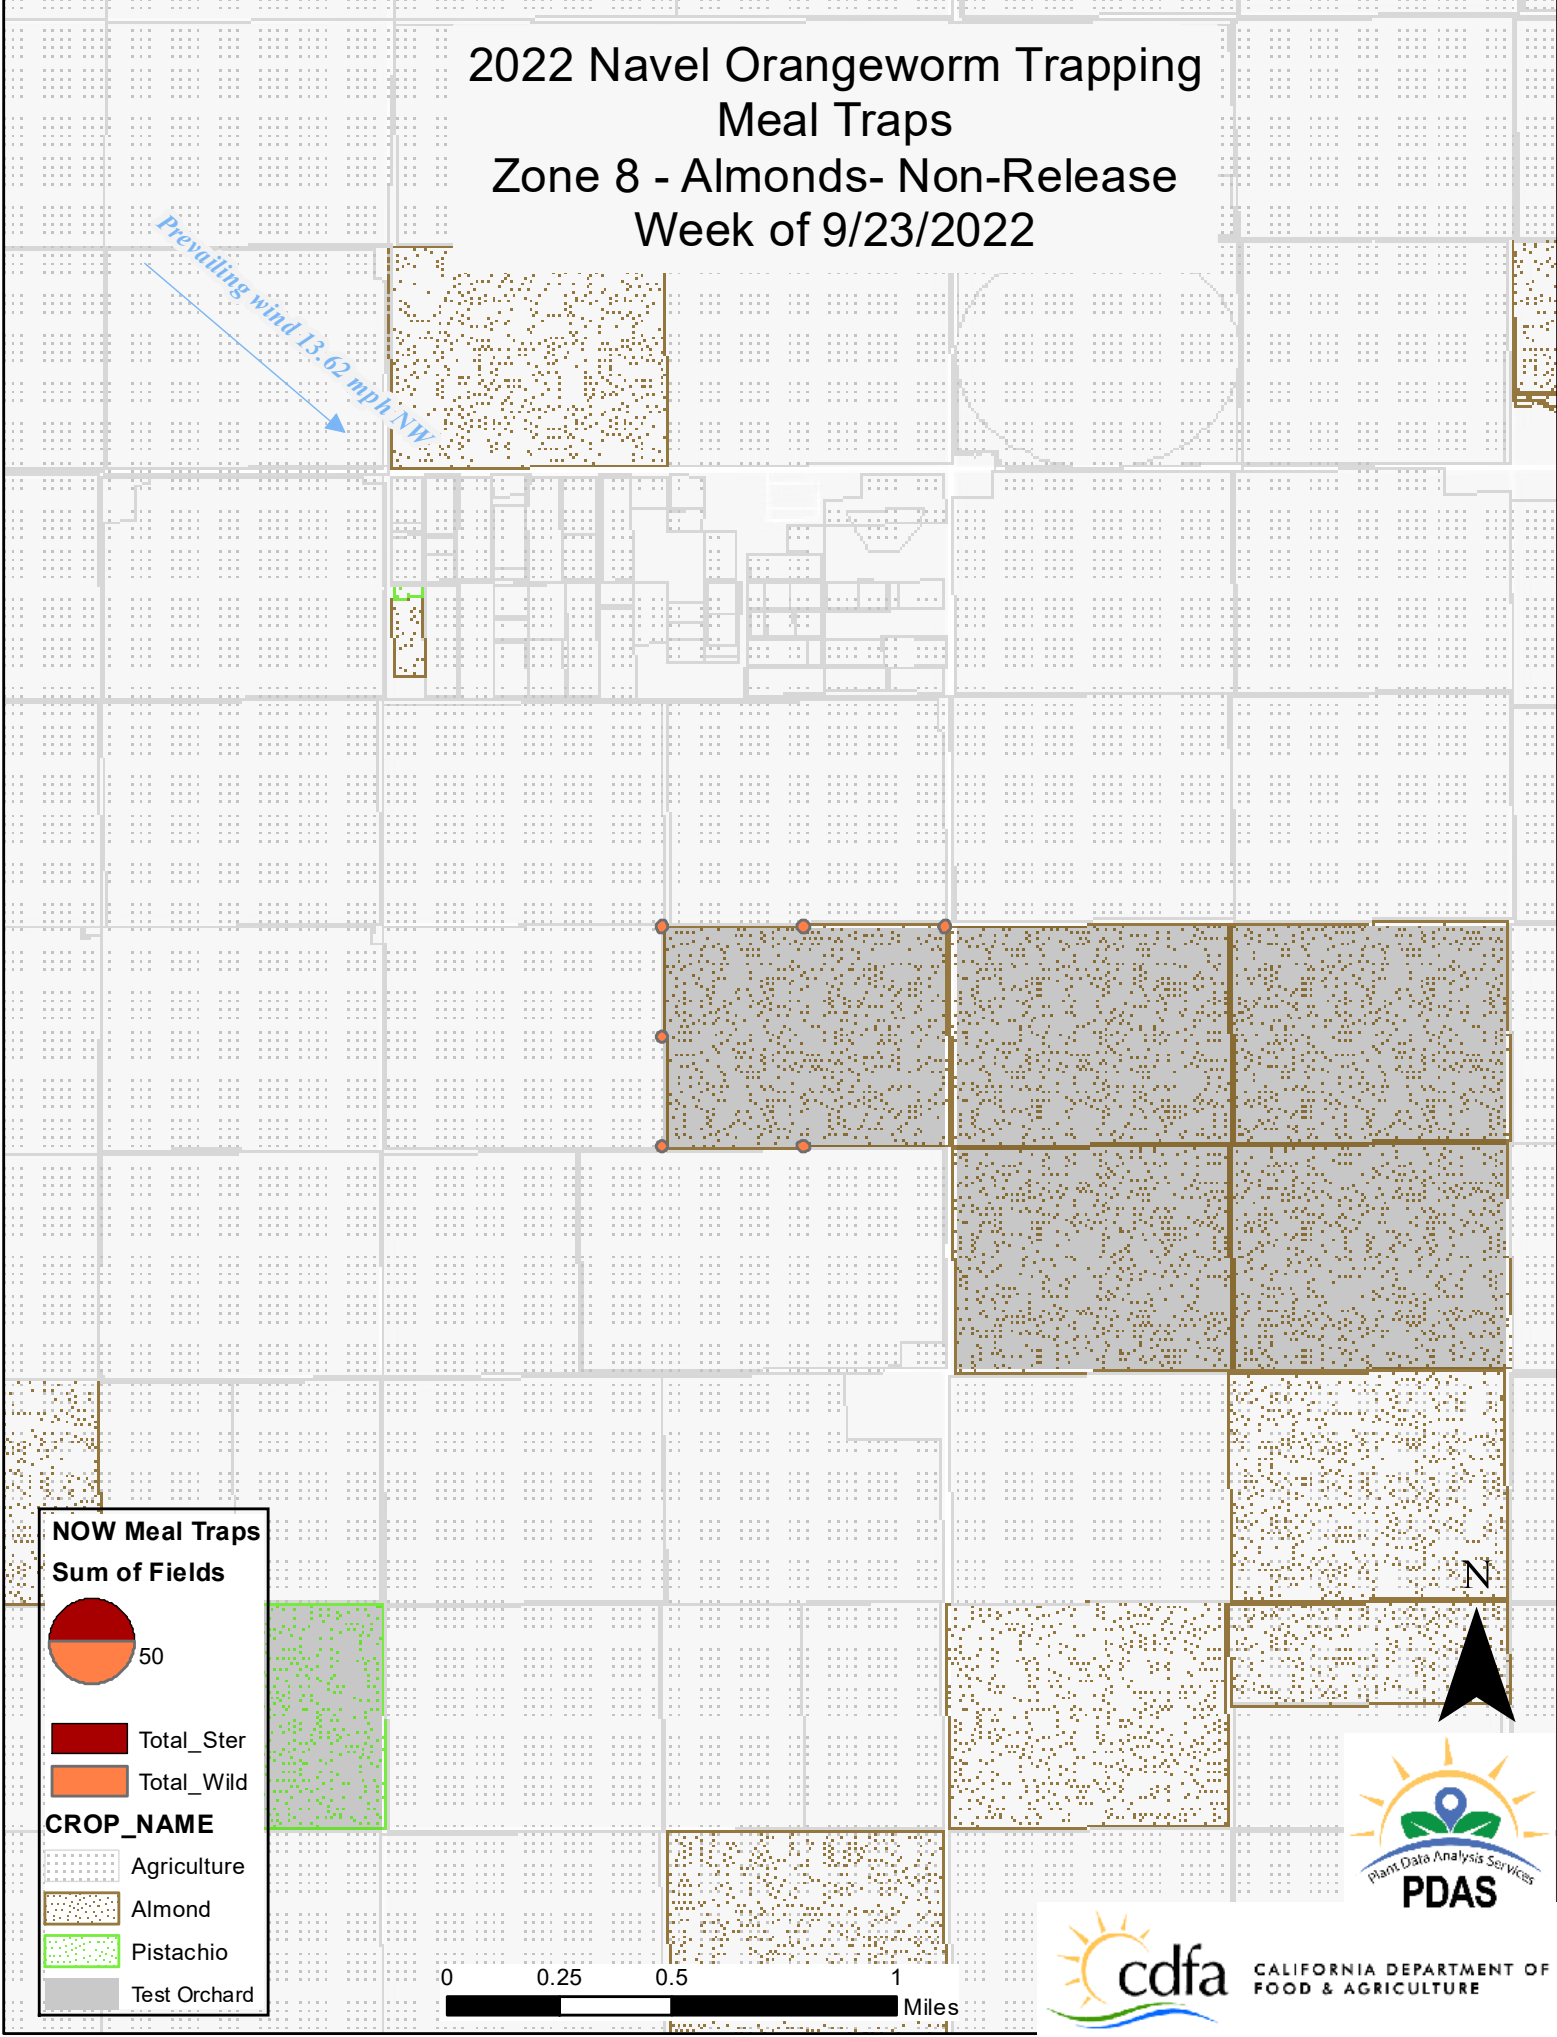 2022 Navel Orangeworm Trapping
Meal Traps
Zone 8 - Almonds- Non-Release
Week of 9/23/2022
Prevailing wind 13.62 mph NW
NOW Meal Traps
Sum of Fields
50
Total_Ster
Total_Wild
CROP_NAME
Agriculture
Almond
Pistachio
Test Orchard
0 0.25 0.5 1
Miles
N
Plant Data Analysis Services
PDAS
cdfa
CALIFORNIA DEPARTMENT OF
FOOD & AGRICULTURE